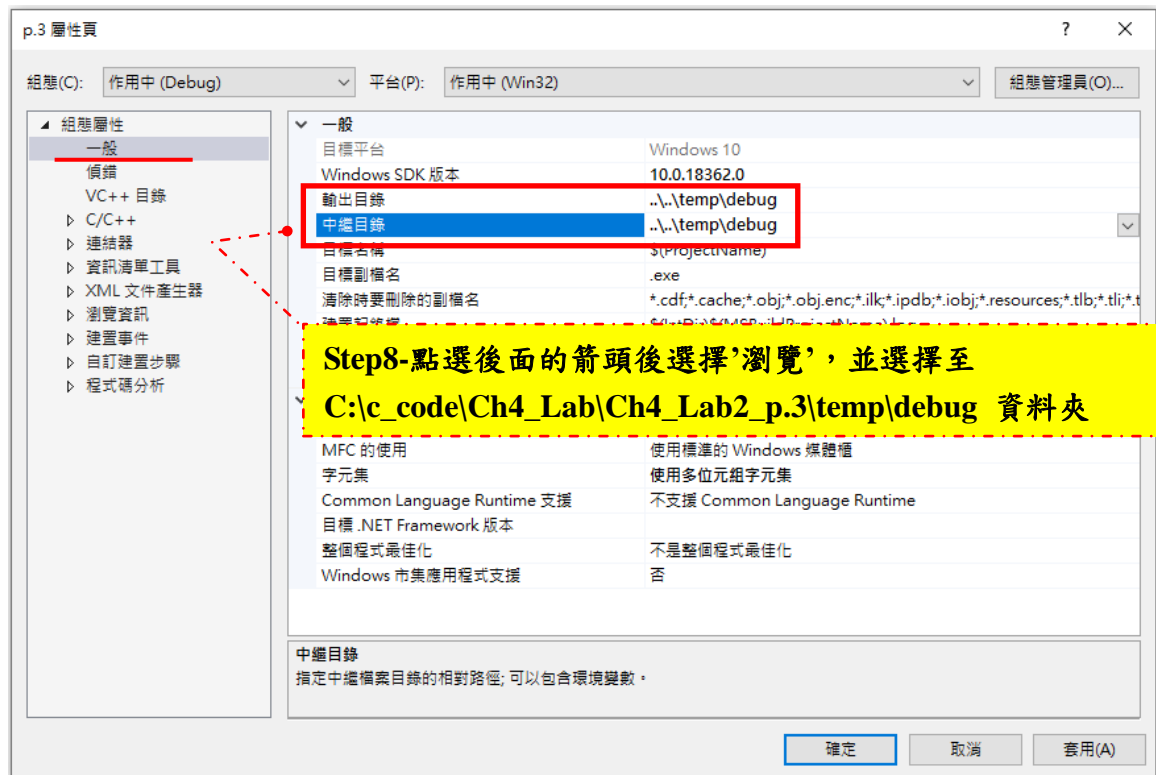 p.3 屬性頁
? ×
組態(C): 作用中 (Debug) 平台(P): 作用中 (Win32) 組態管理員(O)...
組態屬性
一般
偵錯
VC++ 目錄
C/C++
連結器
資訊清單工具
XML 文件產生器
瀏覽資訊
建置事件
自訂建置步驟
程式碼分析
一般
目標平台 Windows 10
Windows SDK 版本 10.0.18362.0
輸出目錄 ..\..\temp\debug
中繼目錄 ..\..\temp\debug
目標名稱 $(ProjectName)
目標副檔名 .exe
清除時要刪除的副檔名 *.cdf;*.cache;*.obj;*.obj.enc;*.ilk;*.ipdb;*.iobj;*.resources;*.tlb;*.tli;*.t
Step8-點選後面的箭頭後選擇’瀏覽’，並選擇至
C:\c_code\Ch4_Lab\Ch4_Lab2_p.3\temp\debug 資料夾
MFC 的使用 使用標準的 Windows 媒體櫃
字元集 使用多位元組字元集
Common Language Runtime 支援 不支援 Common Language Runtime
目標 .NET Framework 版本
整個程式最佳化 不是整個程式最佳化
Windows 市集應用程式支援 否
中繼目錄
指定中繼檔案目錄的相對路徑; 可以包含環境變數。
確定 取消 套用(A)